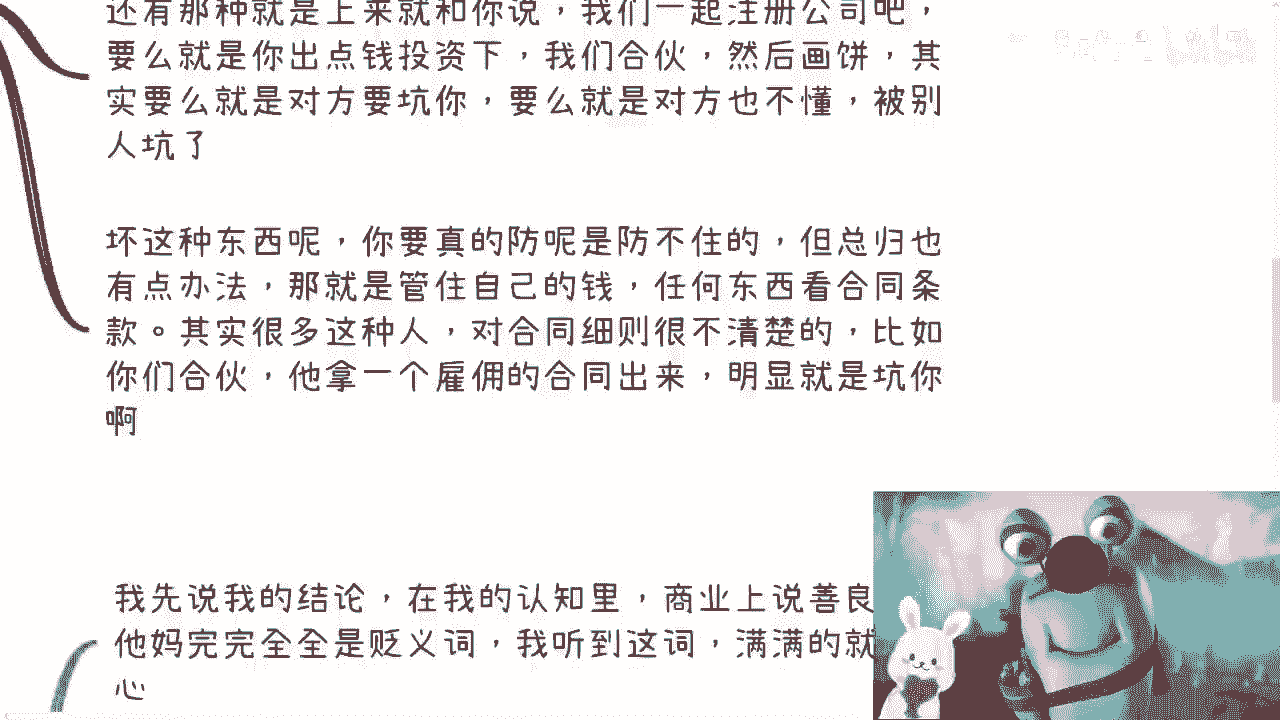 还有那种就是上来就和你说，我们一起注册公司吧，
要么就是你出点钱投资下，我们合伙，然后画饼，其
实要么就是对方要坑你，要么就是对方也不懂，被别
人坑了
坏这种东西呢，你要真的防呢是防不住的，但总归也
有点办法，那就是管住自己的钱，任何东西看合同条
款。其实很多这种人，对合同细则很不清楚的，比如
你们合伙，他拿一个雇佣的合同出来，明显就是坑你
啊
我先说我的结论，在我的认知里，商业上说善良
他妈完完全全是贬义词，我听到这词，满满的就
心